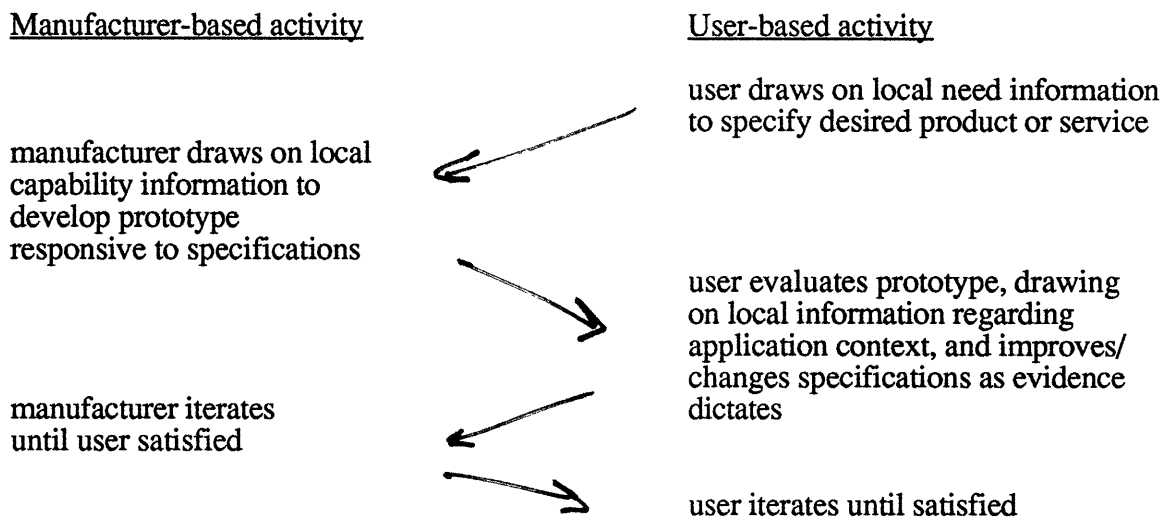 Manufacturer-based activity
User-based activity
user draws on local need information
to specify desired product or service
manufacturer draws on local
capability information to
develop prototype
responsive to specifications
user evaluates prototype, drawing
on local information regarding
application context, and improves/
changes specifications as evidence
dictates
manufacturer iterates
until user satisfied
user iterates until satisfied